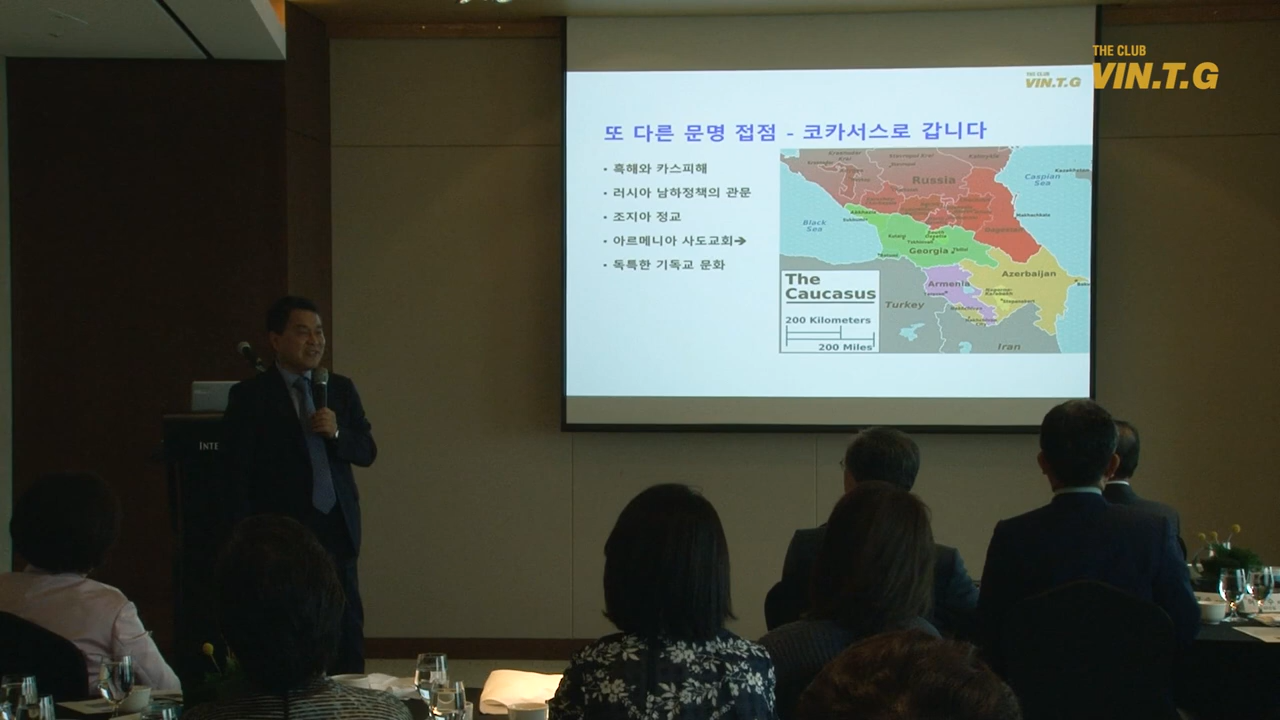 THE CLUB
VIN.T.G
THE CLUB
VIN.T.G
또 다른 문명 접점 - 코카서스로 갑니다
• 흑해와 카스피해
• 러시아 남하정책의 관문
• 조지아 정교
• 아르메니아 사도교회→
• 독특한 기독교 문화
Russia
Caspian
Sea
Black
Sea
Georgia
Azerbaijan
Armenia
Turkey
Iran
The
Caucasus
200 Kilometers
200 Miles
INTE